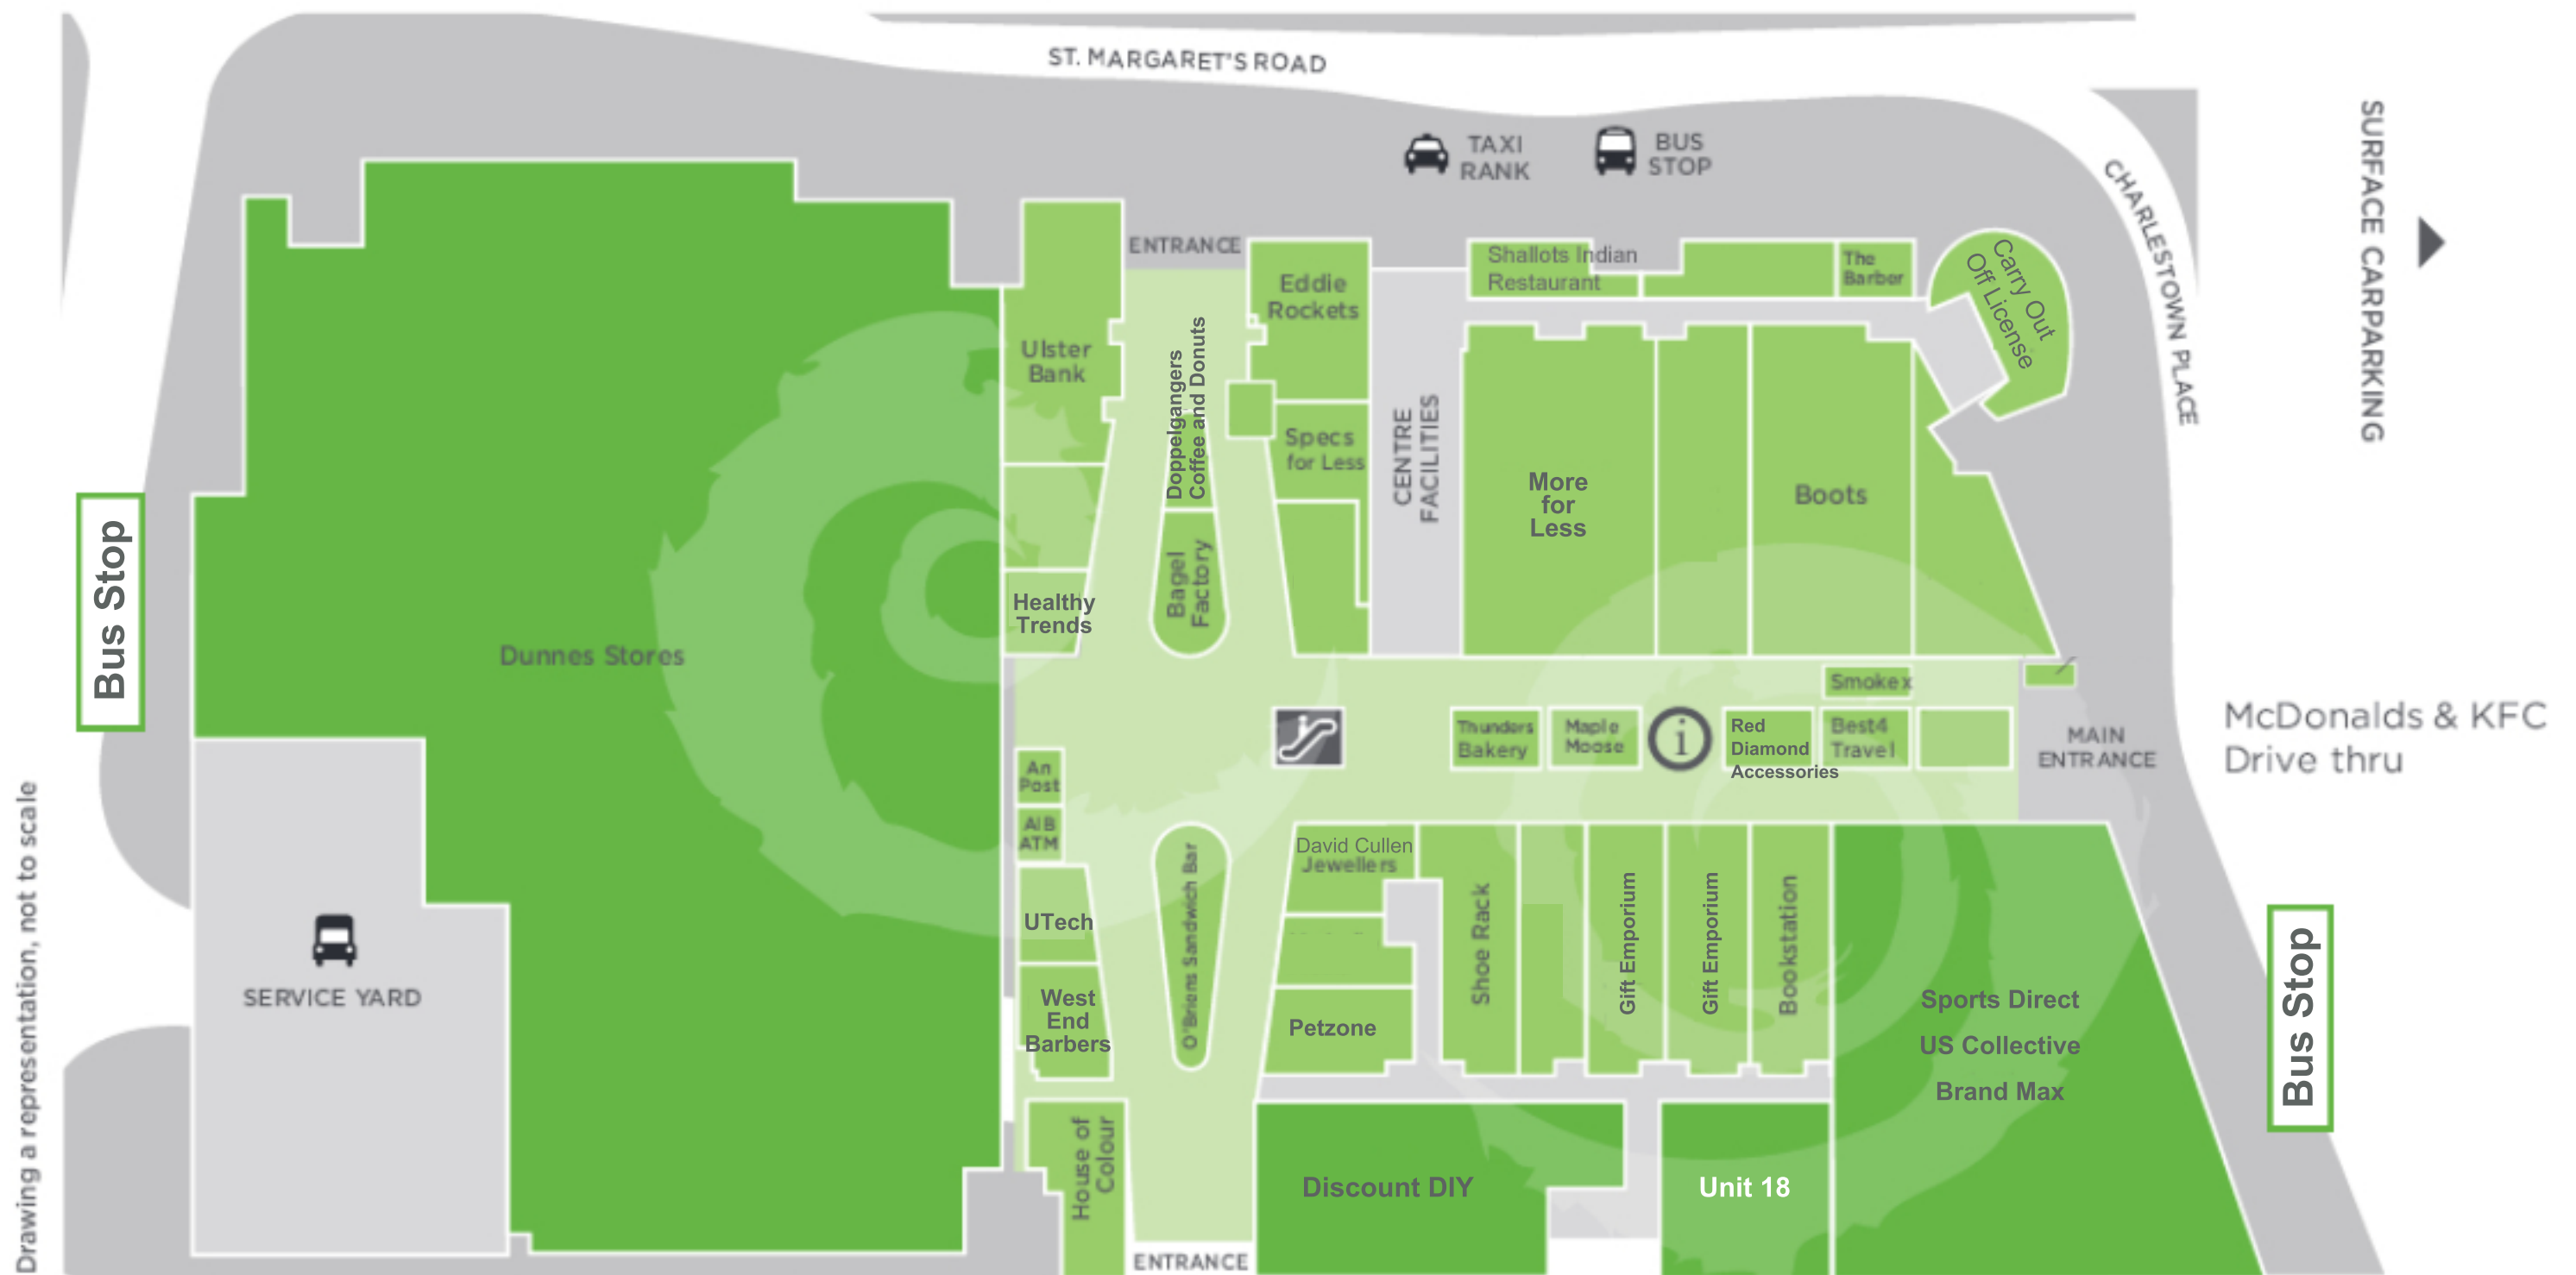 ST. MARGARET'S ROAD
TAXI
RANK
BUS
STOP
CHARLESTOWN PLACE
SURFACE CARPARKING
ENTRANCE
Eddie
Rockets
Shallots Indian
Restaurant
The
Barber
Carry Out
Off License
Ulster
Bank
Doppelgangers
Coffee and Donuts
Specs
for Less
CENTRE
FACILITIES
More
for
Less
Boots
Bus Stop
Dunnes Stores
Healthy
Trends
Bagel
Factory
Smokex
Thunders
Bakery
Maple
Moose
i
Red
Diamond
Accessories
Best4
Travel
MAIN
ENTRANCE
McDonalds & KFC
Drive thru
An
Post
AIB
ATM
UTech
West
End
Barbers
O'Briens Sandwich Bar
David Cullen
Jewellers
Petzone
Shoe Rack
Gift Emporium
Gift Emporium
Bookstation
Sports Direct
US Collective
Brand Max
Bus Stop
SERVICE YARD
House of
Colour
Discount DIY
Unit 18
ENTRANCE
Drawing a representation, not to scale